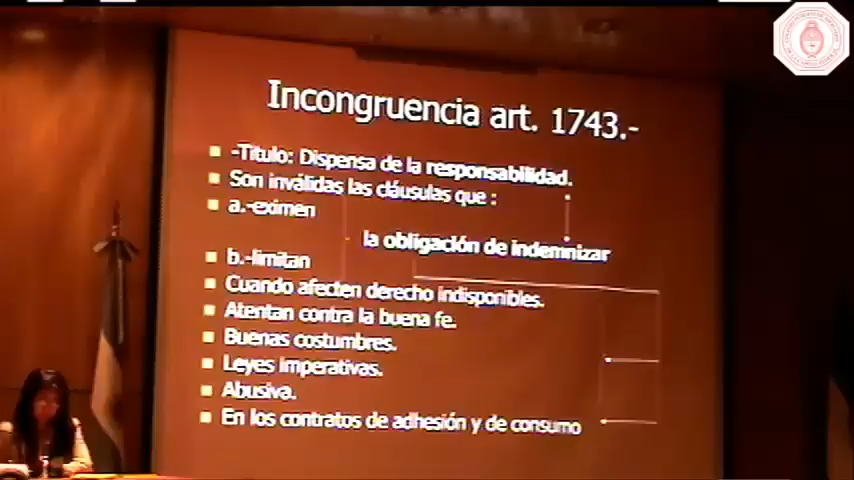 Incongruencia art. 1743.-
-Titulo: Dispensa de la responsabilidad.
Son inválidas las cláusulas que :
a.-eximen
la obligación de indemnizar
b.-limitan
Cuando afecten derecho indisponibles.
Atentan contra la buena fe.
Buenas costumbres.
Leyes imperativas.
Abusiva.
En los contratos de adhesión y de consumo